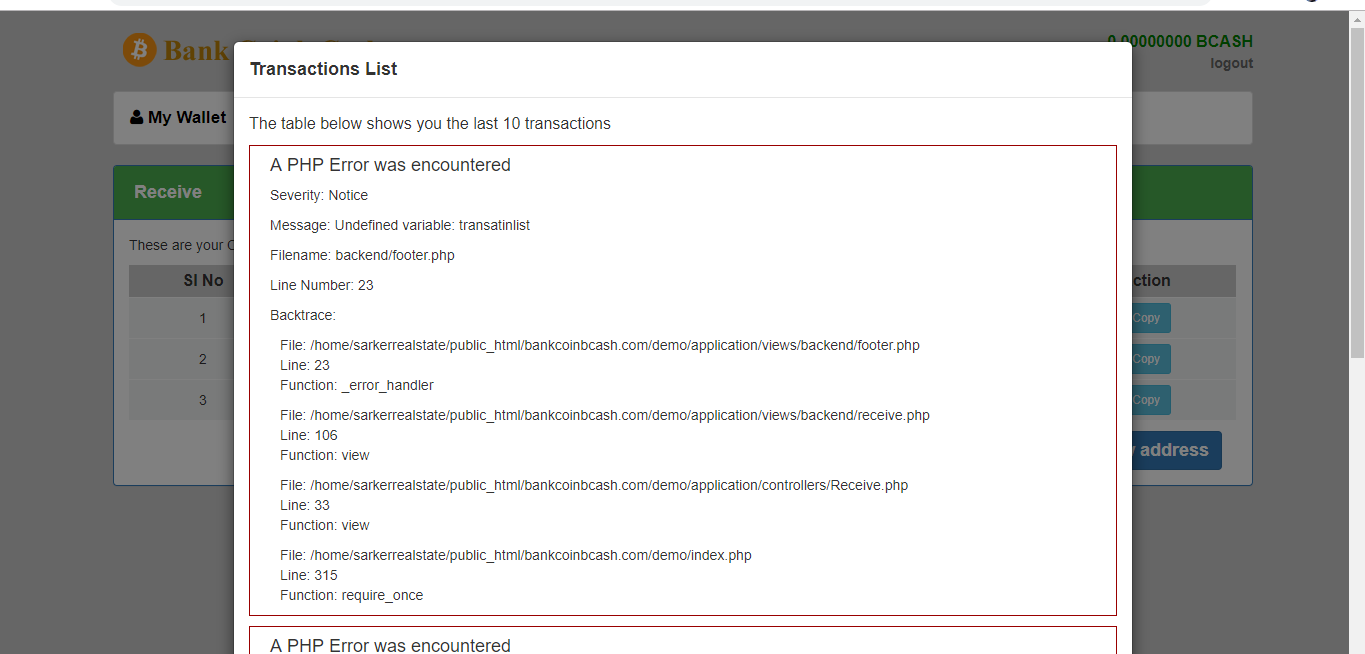 Bank
0.00000000 BCASH
logout
My Wallet
Receive
These are your
Sl No
1
2
3
ction
Copy
Copy
Copy
address
Transactions List
The table below shows you the last 10 transactions
A PHP Error was encountered
Severity: Notice
Message: Undefined variable: transatinlist
Filename: backend/footer.php
Line Number: 23
Backtrace:
File: /home/sarkerrealstate/public_html/bankcoinbcash.com/demo/application/views/backend/footer.php
Line: 23
Function: _error_handler
File: /home/sarkerrealstate/public_html/bankcoinbcash.com/demo/application/views/backend/receive.php
Line: 106
Function: view
File: /home/sarkerrealstate/public_html/bankcoinbcash.com/demo/application/controllers/Receive.php
Line: 33
Function: view
File: /home/sarkerrealstate/public_html/bankcoinbcash.com/demo/index.php
Line: 315
Function: require_once
A PHP Error was encountered